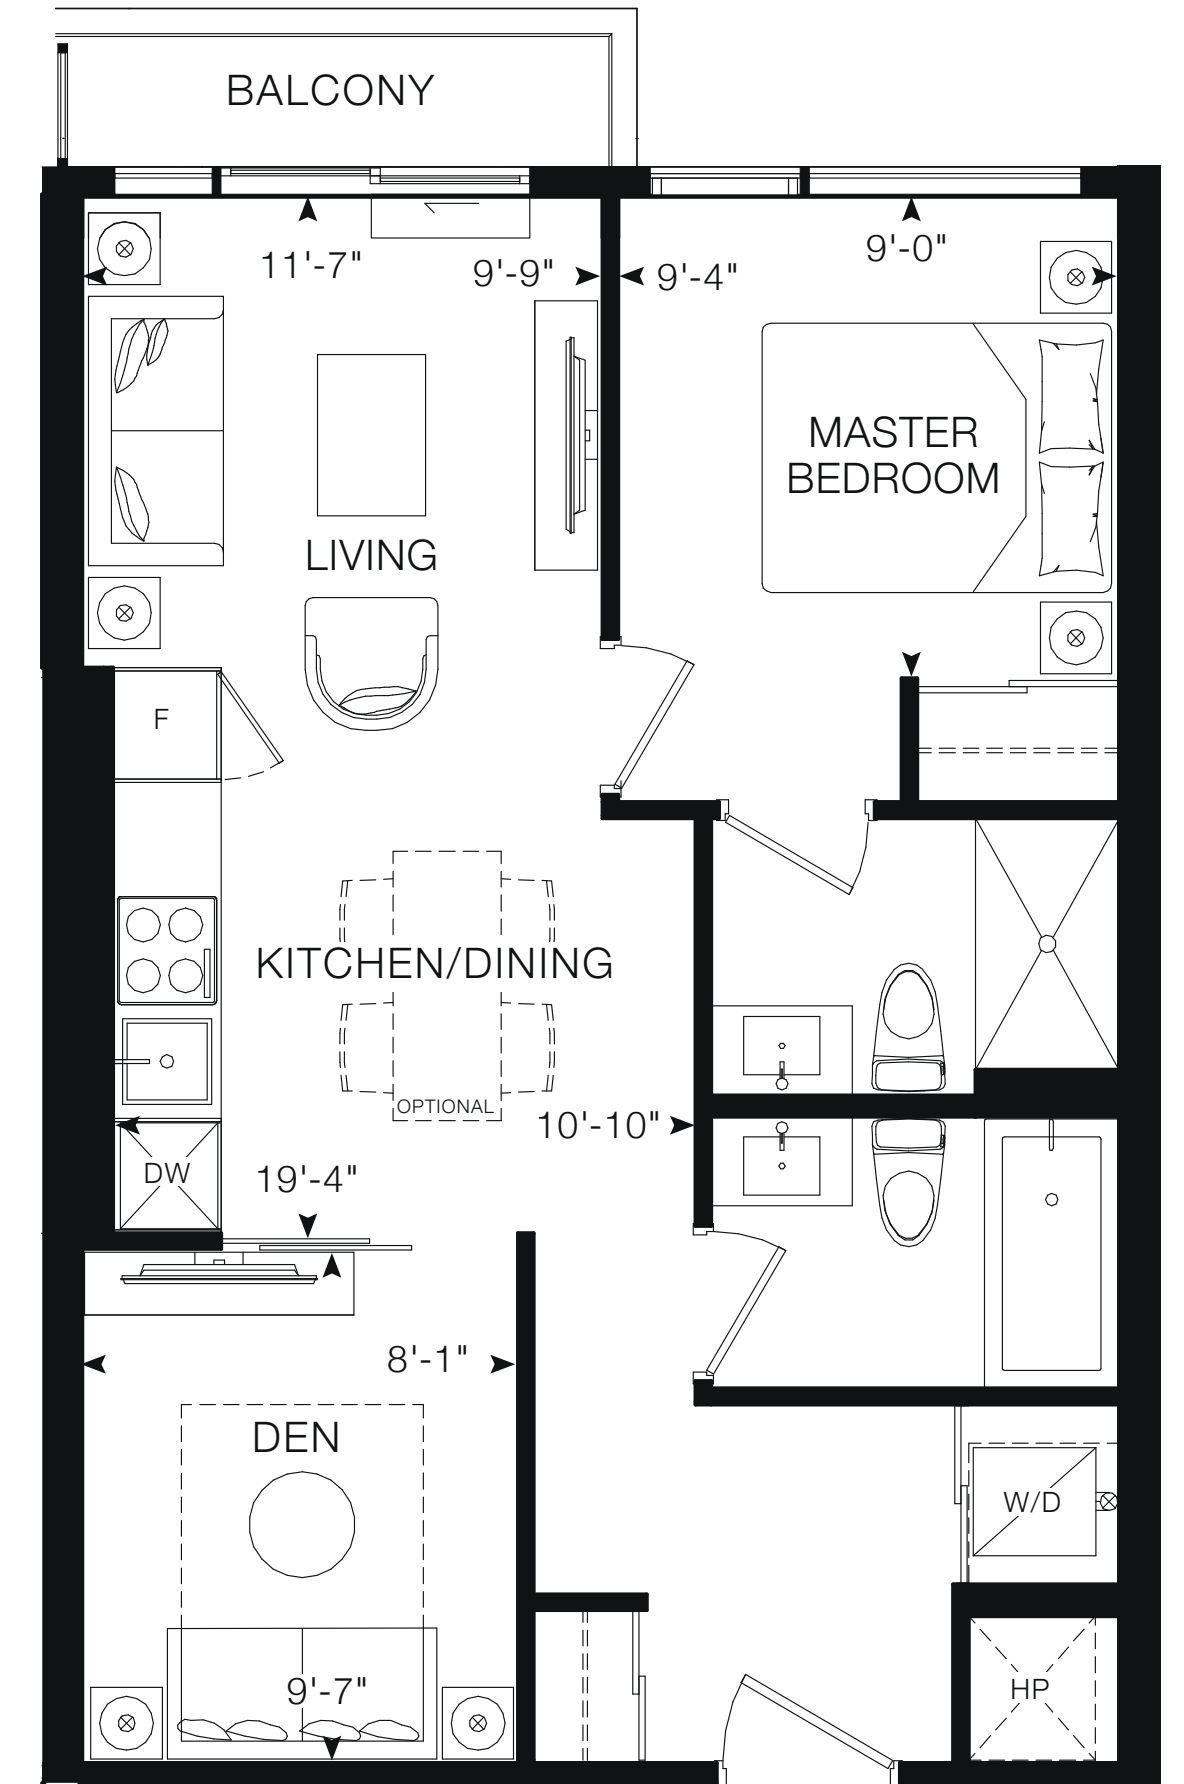 BALCONY
11'-7"
9'-9"
9'-4"
9'-0"
MASTER
BEDROOM
LIVING
F
KITCHEN/DINING
OPTIONAL
10'-10"
DW
19'-4"
8'-1"
DEN
W/D
9'-7"
HP